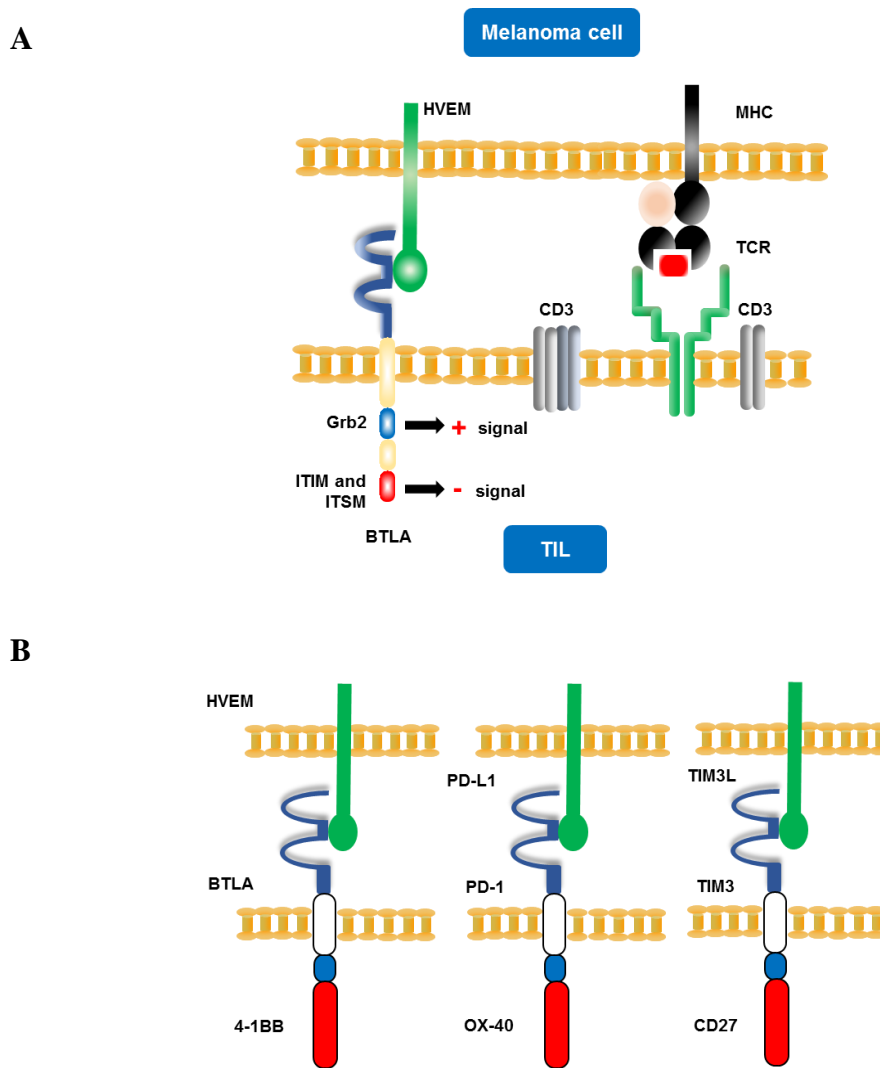 A
Melanoma cell
HVEM
MHC
TCR
CD3
CD3
Grb2
+ signal
ITIM and
ITSM
- signal
BTLA
TIL
B
HVEM
PD-L1
TIM3L
BTLA
PD-1
TIM3
4-1BB
OX-40
CD27